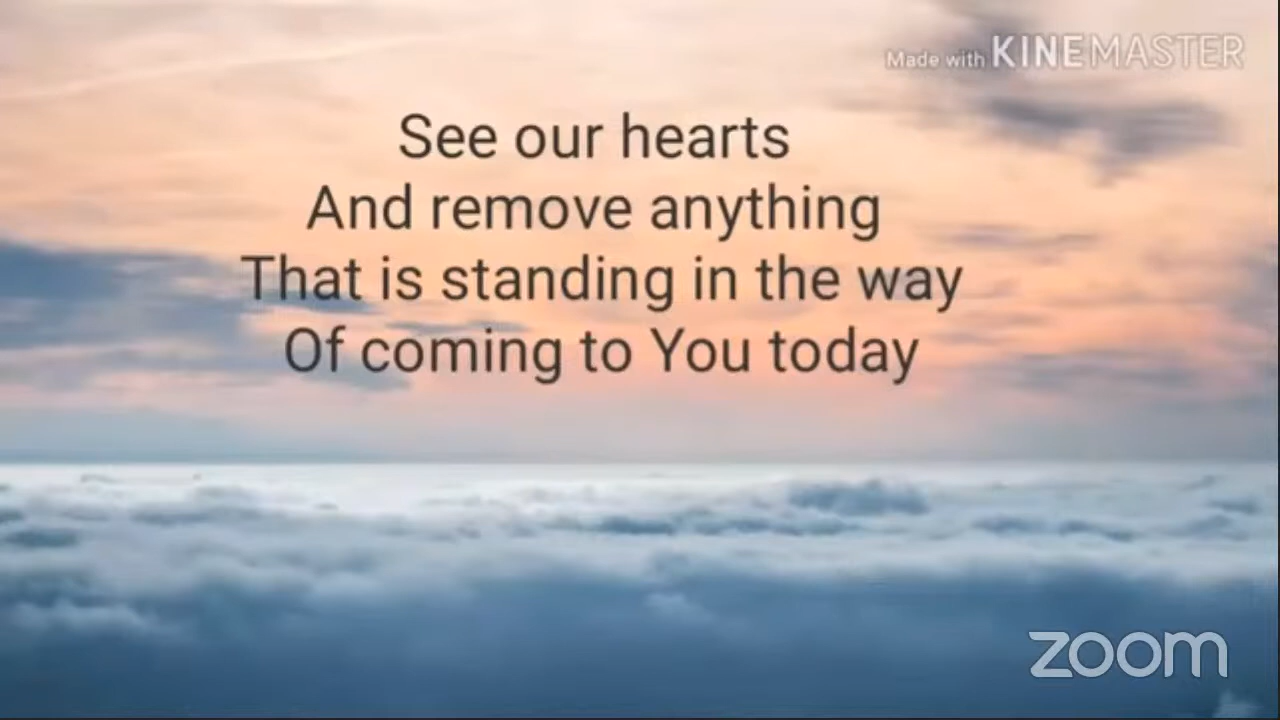 Made with KINEMASTER
See our hearts
And remove anything
That is standing in the way
Of coming to You today
zoom